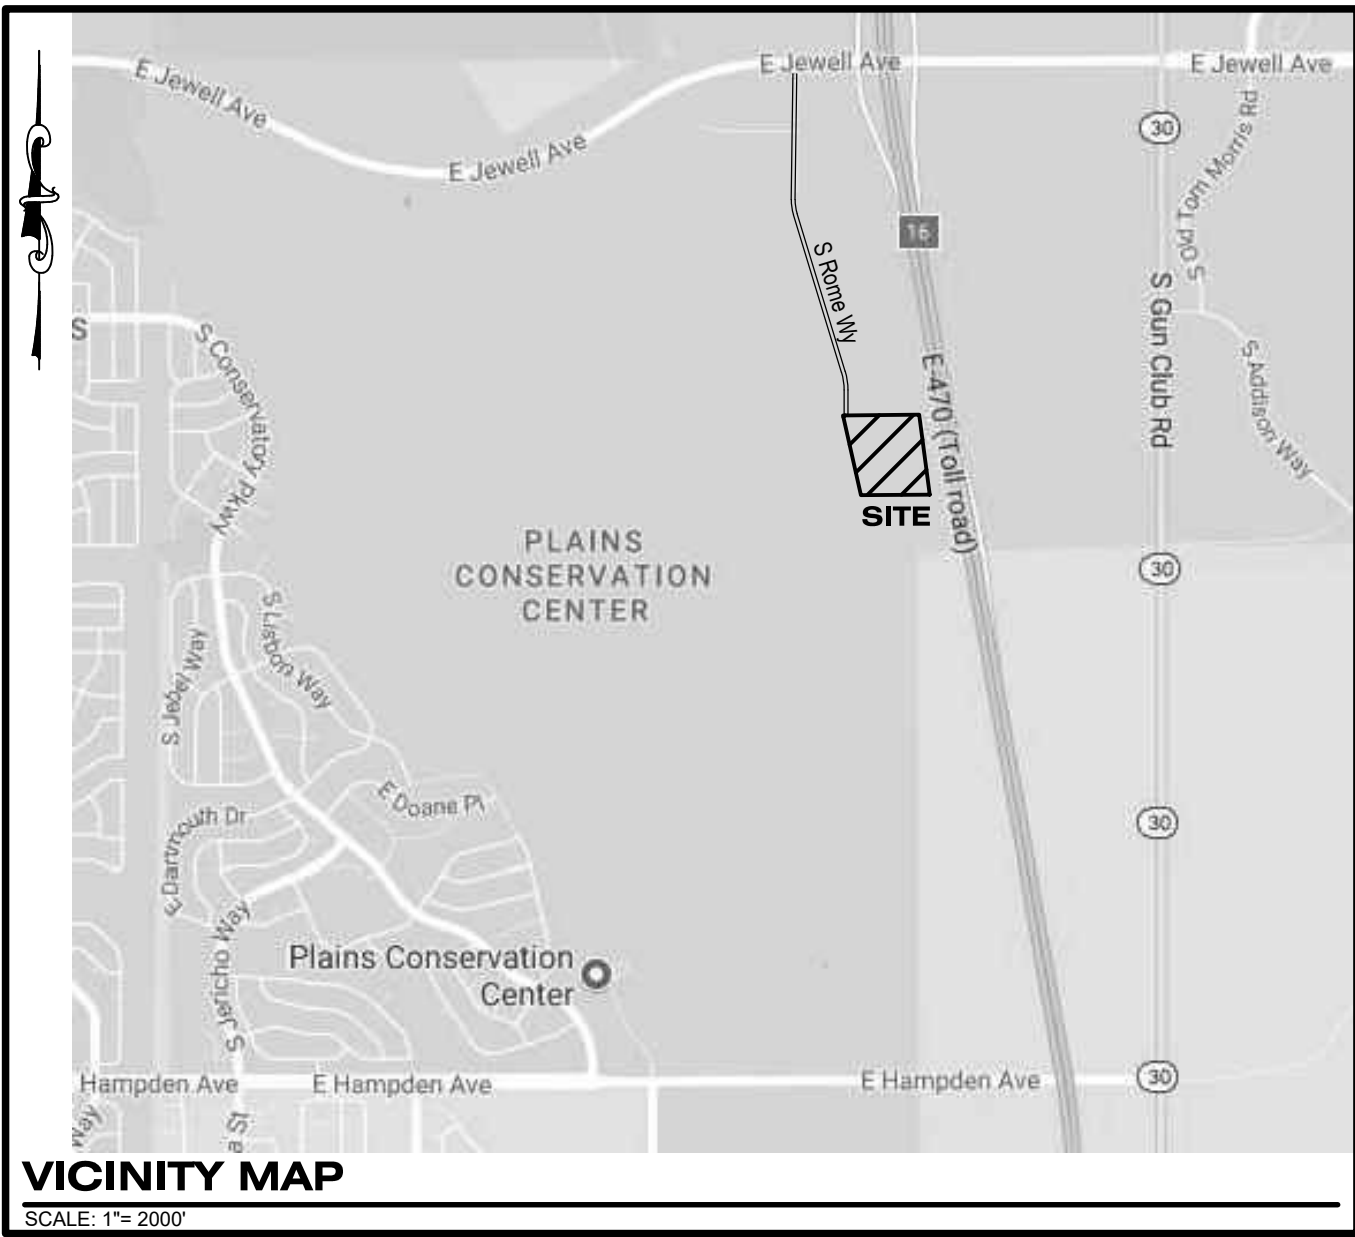 E Jewell Ave
E Jewell Ave
E Jewell Ave
E Jewell Ave
30
S Old Tom Morris Rd
16
S Rome Wy
S
S Conservatory Pkwy
E-470 (Toll road)
S Gun Club Rd
S Addison Way
SITE
PLAINS
CONSERVATION
CENTER
30
S Lisbon Way
S Jebel Way
E Doane Pl
E Dartmouth Dr
30
S Jericho Way
Plains Conservation
Center
Hampden Ave
E Hampden Ave
E Hampden Ave
30
Way
a St
VICINITY MAP
SCALE: 1"= 2000'